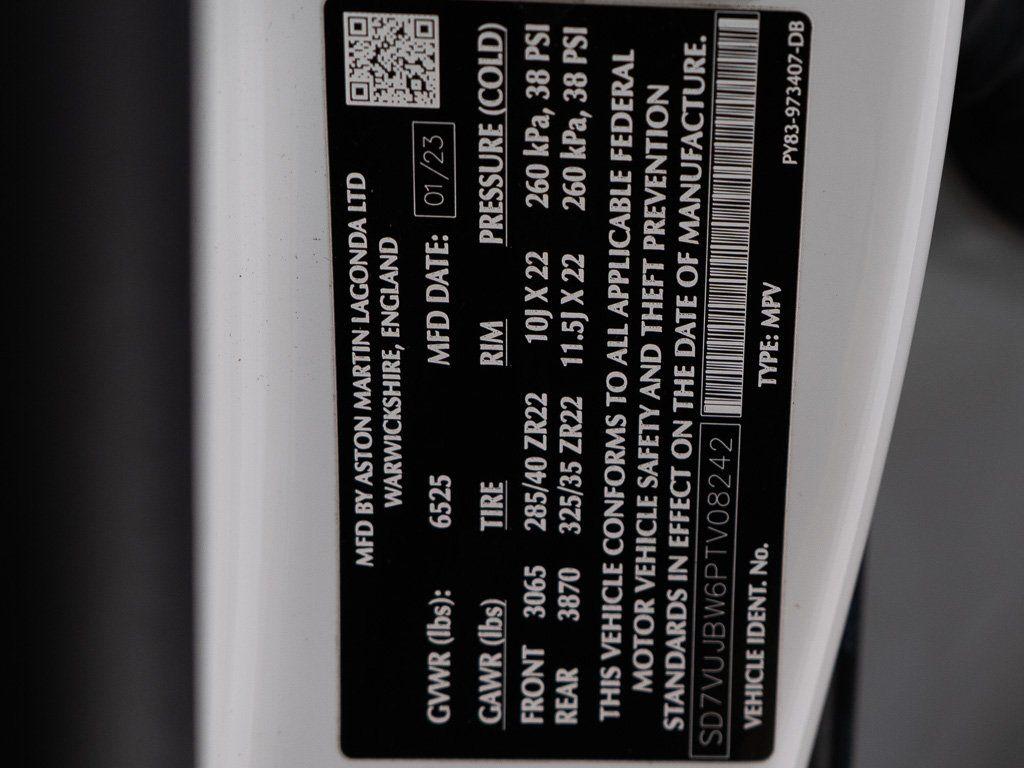 MFD BY ASTON MARTIN LAGONDA LTD
WARWICKSHIRE, ENGLAND
GVWR (lbs): 6525 MFD DATE: 01/23
GAWR (lbs) TIRE RIM PRESSURE (COLD)
FRONT 3065 285/40 ZR22 10J X 22 260 kPa, 38 PSI
REAR 3870 325/35 ZR22 11.5J X 22 260 kPa, 38 PSI
THIS VEHICLE CONFORMS TO ALL APPLICABLE FEDERAL
MOTOR VEHICLE SAFETY AND THEFT PREVENTION
STANDARDS IN EFFECT ON THE DATE OF MANUFACTURE.
SD7VUJBW6PTV08242
VEHICLE IDENT. No. TYPE: MPV PY83-973407-DB